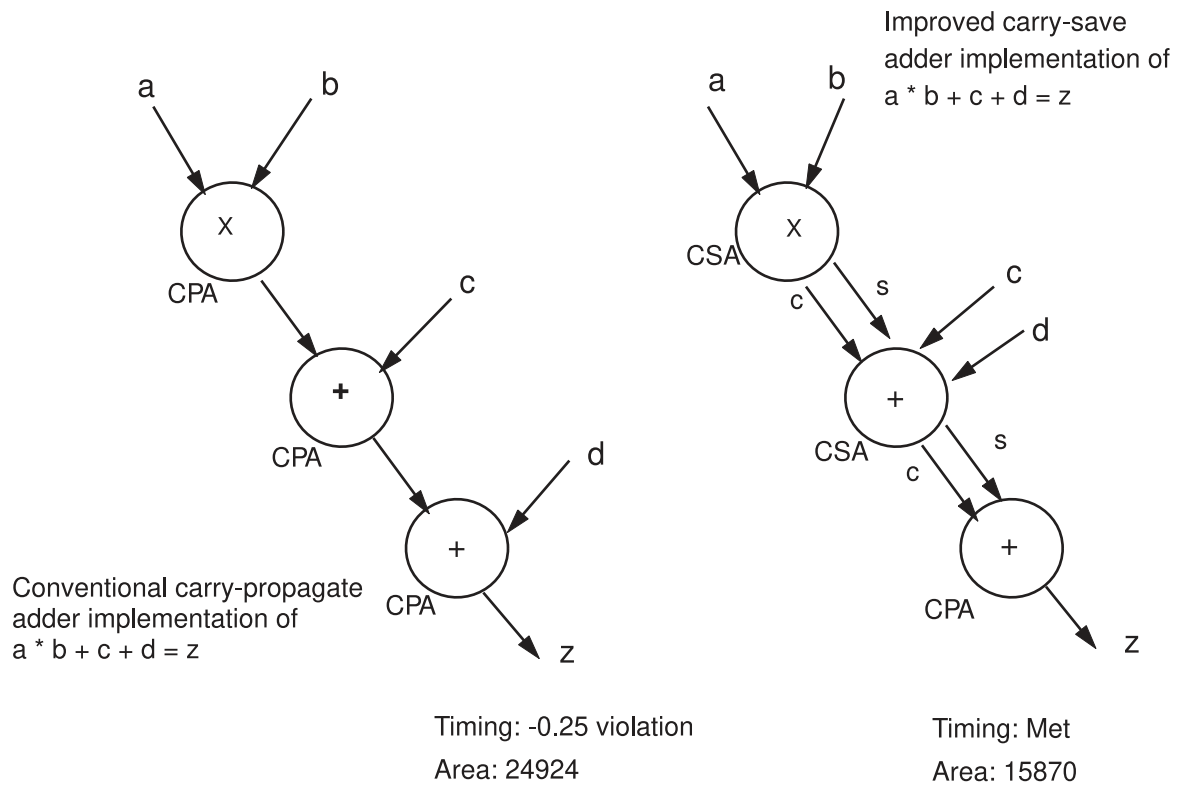 Improved carry-save
adder implementation of
a * b + c + d = z
a
b
X
CPA
c
+
CPA
d
+
CPA
z
Conventional carry-propagate
adder implementation of
a * b + c + d = z
Timing: -0.25 violation
Area: 24924
a
b
X
CSA
c
s
c
d
+
CSA
c
s
+
CPA
z
Timing: Met
Area: 15870